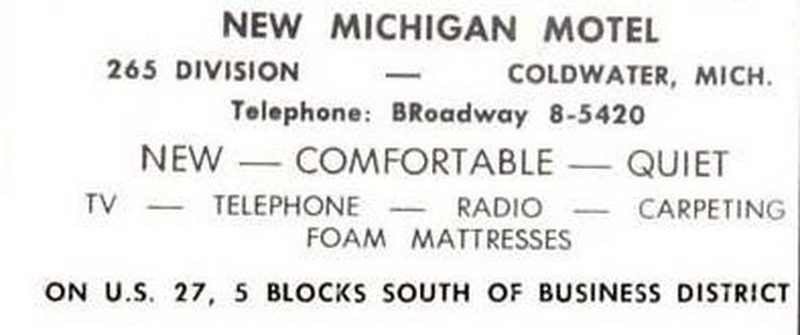 NEW MICHIGAN MOTEL
265 DIVISION — COLDWATER, MICH.
Telephone: BRoadway 8-5420
NEW — COMFORTABLE — QUIET
TV — TELEPHONE — RADIO — CARPETING
FOAM MATTRESSES
ON U.S. 27, 5 BLOCKS SOUTH OF BUSINESS DISTRICT